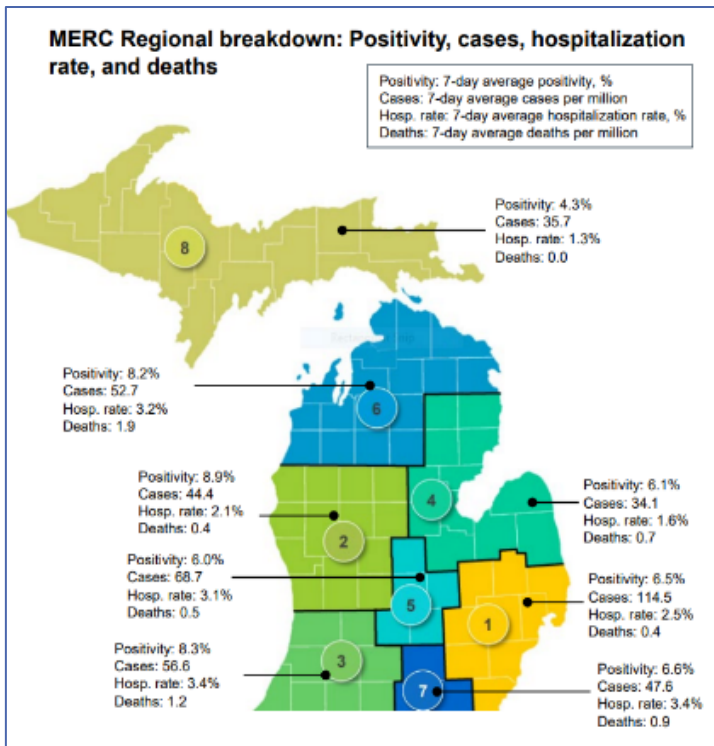 MERC Regional breakdown: Positivity, cases, hospitalization
rate, and deaths
Positivity: 7-day average positivity, %
Cases: 7-day average cases per million
Hosp. rate: 7-day average hospitalization rate, %
Deaths: 7-day average deaths per million
Positivity: 4.3%
Cases: 35.7
Hosp. rate: 1.3%
Deaths: 0.0
8
Positivity: 8.2%
Cases: 52.7
Hosp. rate: 3.2%
Deaths: 1.9
6
Positivity: 8.9%
Cases: 44.4
Hosp. rate: 2.1%
Deaths: 0.4
2
Positivity: 6.1%
Cases: 34.1
Hosp. rate: 1.6%
Deaths: 0.7
4
Positivity: 6.0%
Cases: 68.7
Hosp. rate: 3.1%
Deaths: 0.5
5
Positivity: 6.5%
Cases: 114.5
Hosp. rate: 2.5%
Deaths: 0.4
1
Positivity: 8.3%
Cases: 56.6
Hosp. rate: 3.4%
Deaths: 1.2
3
Positivity: 6.6%
Cases: 47.6
Hosp. rate: 3.4%
Deaths: 0.9
7